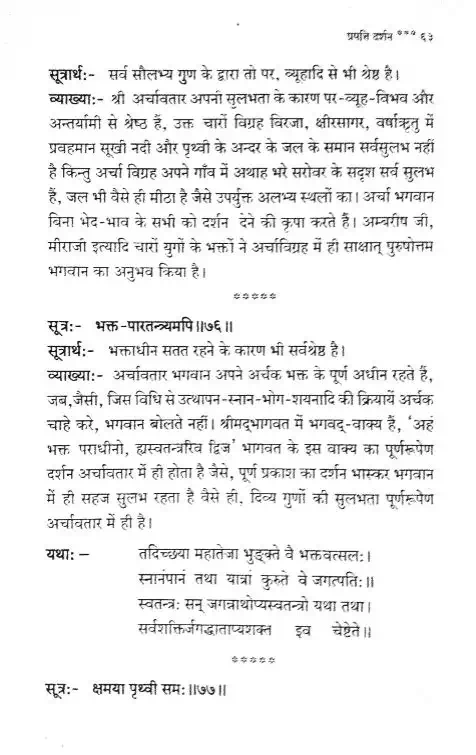 प्रपत्ति दर्शन *** ६३
सूत्रार्थ:- सर्व सौलभ्य गुण के द्वारा तो पर, व्यूहादि से भी श्रेष्ठ है।
व्याख्या:- श्री अर्चावतार अपनी सुलभता के कारण पर-व्यूह-विभव और
अन्तर्यामी से श्रेष्ठ हैं, उक्त चारों विग्रह विरजा, क्षीरसागर, वर्षाऋतु में
प्रवहमान सूखी नदी और पृथ्वी के अन्दर के जल के समान सर्वसुलभ नहीं
है किन्तु अर्चा विग्रह अपने गाँव में अथाह भरे सरोवर के सदृश सर्व सुलभ
हैं, जल भी वैसे ही मीठा है जैसे उपर्युक्त अलभ्य स्थलों का। अर्चा भगवान
बिना भेद-भाव के सभी को दर्शन देने की कृपा करते हैं। अम्बरीष जी,
मीराजी इत्यादि चारों युगों के भक्तों ने अर्चाविग्रह में ही साक्षात् पुरुषोत्तम
भगवान का अनुभव किया है।
*****
सूत्र:- भक्त-पारतन्त्र्यमपि॥७६॥
सूत्रार्थ:- भक्ताधीन सतत रहने के कारण भी सर्वश्रेष्ठ है।
व्याख्या:- अर्चावतार भगवान अपने अर्चक भक्त के पूर्ण अधीन रहते हैं,
जब,जैसी, जिस विधि से उत्थापन-स्नान-भोग-शयनादि की क्रियायें अर्चक
चाहे करे, भगवान बोलते नहीं। श्रीमद्भागवत में भगवद्-वाक्य हैं, 'अहं
भक्त पराधीनो, ह्यस्वतन्त्ररिव द्विज' भागवत के इस वाक्य का पूर्णरूपेण
दर्शन अर्चावतार में ही होता है जैसे, पूर्ण प्रकाश का दर्शन भास्कर भगवान
में ही सहज सुलभ रहता है वैसे ही, दिव्य गुणों की सुलभता पूर्णरूपेण
अर्चावतार में ही है।
यथा: – तदिच्छया महातेजा भुङ्क्ते वै भक्तवत्सल:।
स्नानंपानं तथा यात्रां कुरुते वे जगत्पति:॥
स्वतन्त्र: सन् जगन्नाथोप्यस्वतन्त्रो यथा तथा।
सर्वशक्तिर्जगद्धाताप्यशक्त इव चेष्टेते॥
*****
सूत्र:- क्षमया पृथ्वी सम:॥७७॥